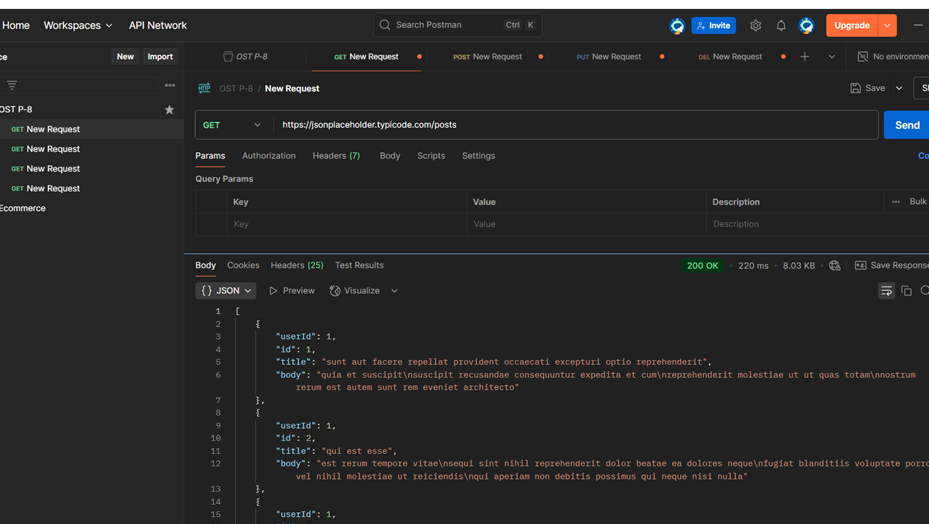 Home Workspaces API Network Search Postman Ctrl K Invite Upgrade
ce New Import OST P-8 GET New Request POST New Request PUT New Request DEL New Request No environmen
HTTP OST P-8 / New Request Save
OST P-8
GET New Request
GET New Request
GET New Request
GET New Request
Ecommerce
GET https://jsonplaceholder.typicode.com/posts Send
Params Authorization Headers (7) Body Scripts Settings Co
Query Params
Key Value Description Bulk
Key Value Description
Body Cookies Headers (25) Test Results 200 OK 220 ms 8.03 KB Save Response
{} JSON Preview Visualize
1 [
2 {
3 "userId": 1,
4 "id": 1,
5 "title": "sunt aut facere repellat provident occaecati excepturi optio reprehenderit",
6 "body": "quia et suscipit\nsuscipit recusandae consequuntur expedita et cum\nreprehenderit molestiae ut ut quas totam\nnostrum
rerum est autem sunt rem eveniet architecto"
7 },
8 {
9 "userId": 1,
10 "id": 2,
11 "title": "qui est esse",
12 "body": "est rerum tempore vitae\nsequi sint nihil reprehenderit dolor beatae ea dolores neque\nfugiat blanditiis voluptate porro
vel nihil molestiae ut reiciendis\nqui aperiam non debitis possimus qui neque nisi nulla"
13 },
14 {
15 "userId": 1,